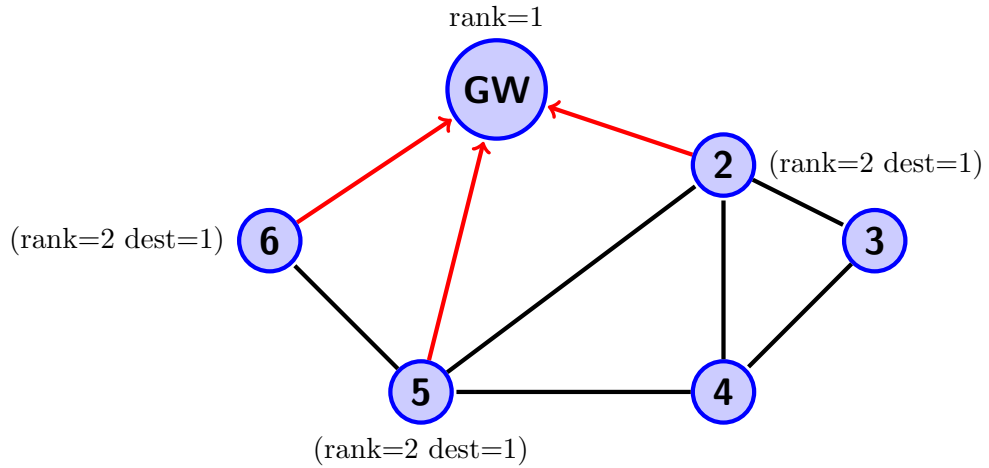 rank=1
GW
2
(rank=2 dest=1)
3
(rank=2 dest=1)
6
5
4
(rank=2 dest=1)